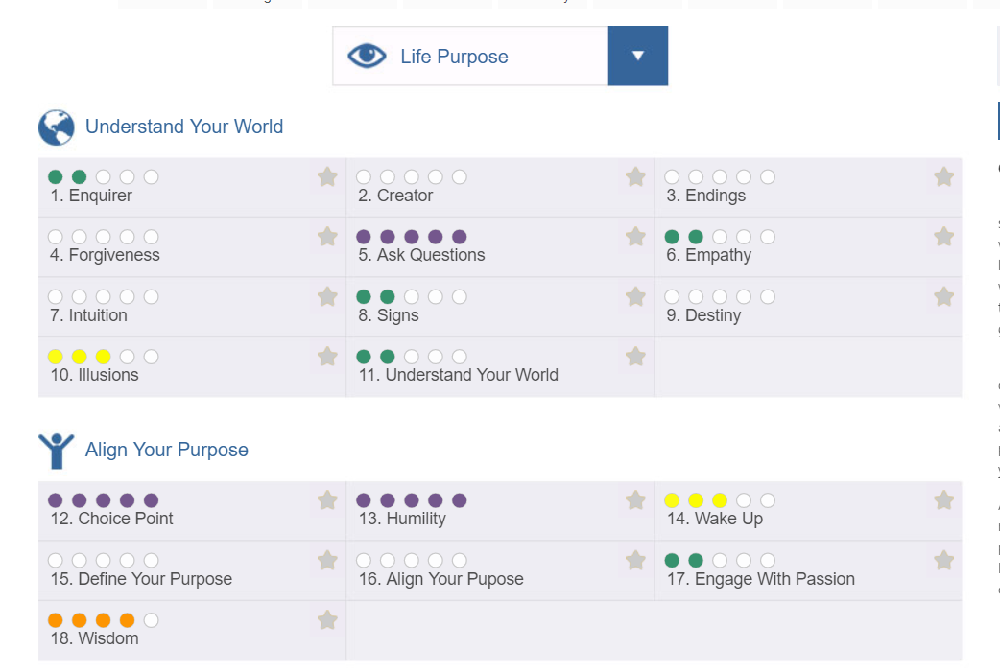 Life Purpose
Understand Your World
1. Enquirer
2. Creator
3. Endings
4. Forgiveness
5. Ask Questions
6. Empathy
7. Intuition
8. Signs
9. Destiny
10. Illusions
11. Understand Your World
Align Your Purpose
12. Choice Point
13. Humility
14. Wake Up
15. Define Your Purpose
16. Align Your Pupose
17. Engage With Passion
18. Wisdom